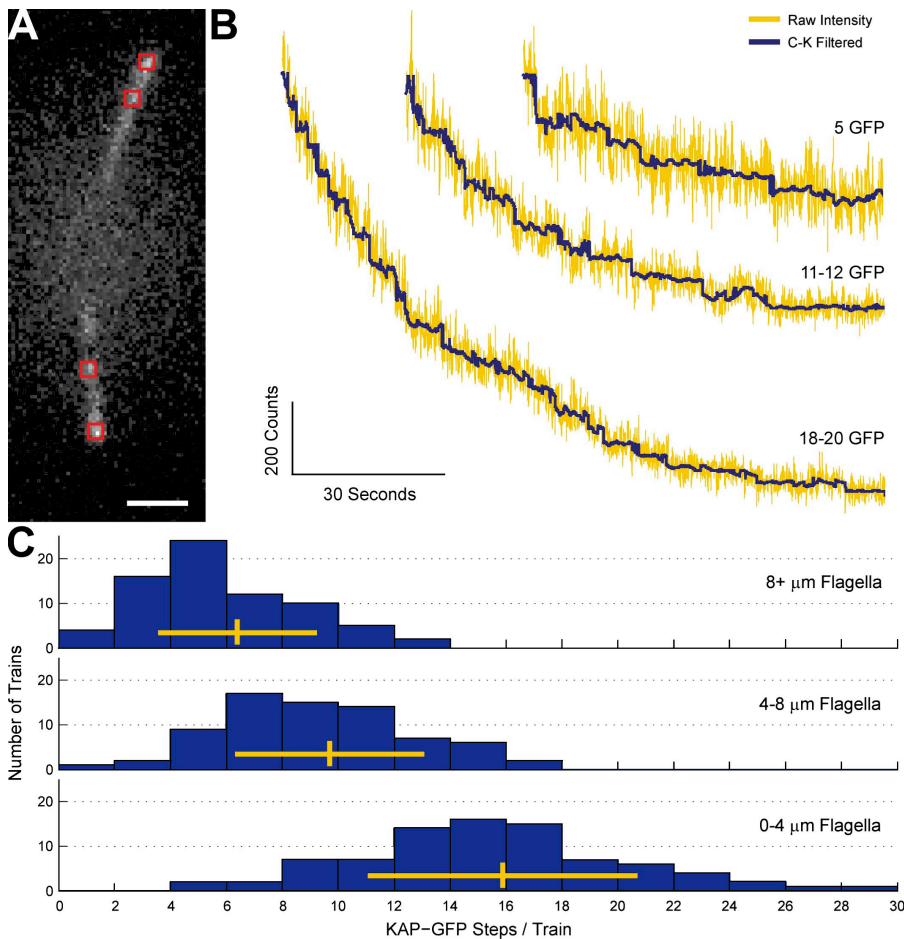 A
B
Raw Intensity
C-K Filtered
5 GFP
11-12 GFP
18-20 GFP
200 Counts
30 Seconds
C
Number of Trains
20
10
0
8+ μm Flagella
20
10
0
4-8 μm Flagella
20
10
0
0-4 μm Flagella
0 2 4 6 8 10 12 14 16 18 20 22 24 26 28 30
KAP-GFP Steps / Train